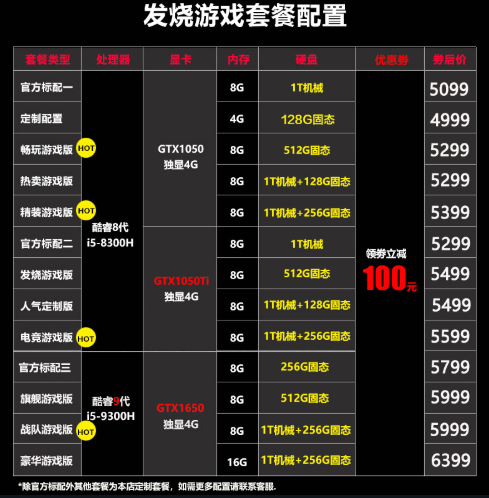 发烧游戏套餐配置
套餐类型 处理器 显卡 内存 硬盘 优惠券 券后价
官方标配一 8G 1T机械 5099
定制配置 4G 128G固态 4999
畅玩游戏版 HOT GTX1050 独显4G 8G 512G固态 5299
热卖游戏版 8G 1T机械+128G固态 5299
精装游戏版 HOT 8G 1T机械+256G固态 5399
酷睿8代
i5-8300H
官方标配二 8G 1T机械 5299
领券立减
100元
发烧游戏版 GTX1050Ti 独显4G 8G 512G固态 5499
人气定制版 8G 1T机械+128G固态 5499
电竞游戏版 HOT 8G 1T机械+256G固态 5599
官方标配三 8G 256G固态 5799
旗舰游戏版 酷睿9代 i5-9300H GTX1650 独显4G 8G 512G固态 5999
战队游戏版 HOT 8G 1T机械+256G固态 5999
豪华游戏版 16G 1T机械+256G固态 6399
*除官方标配外其他套餐为本店定制套餐，如需更多配置请联系客服.